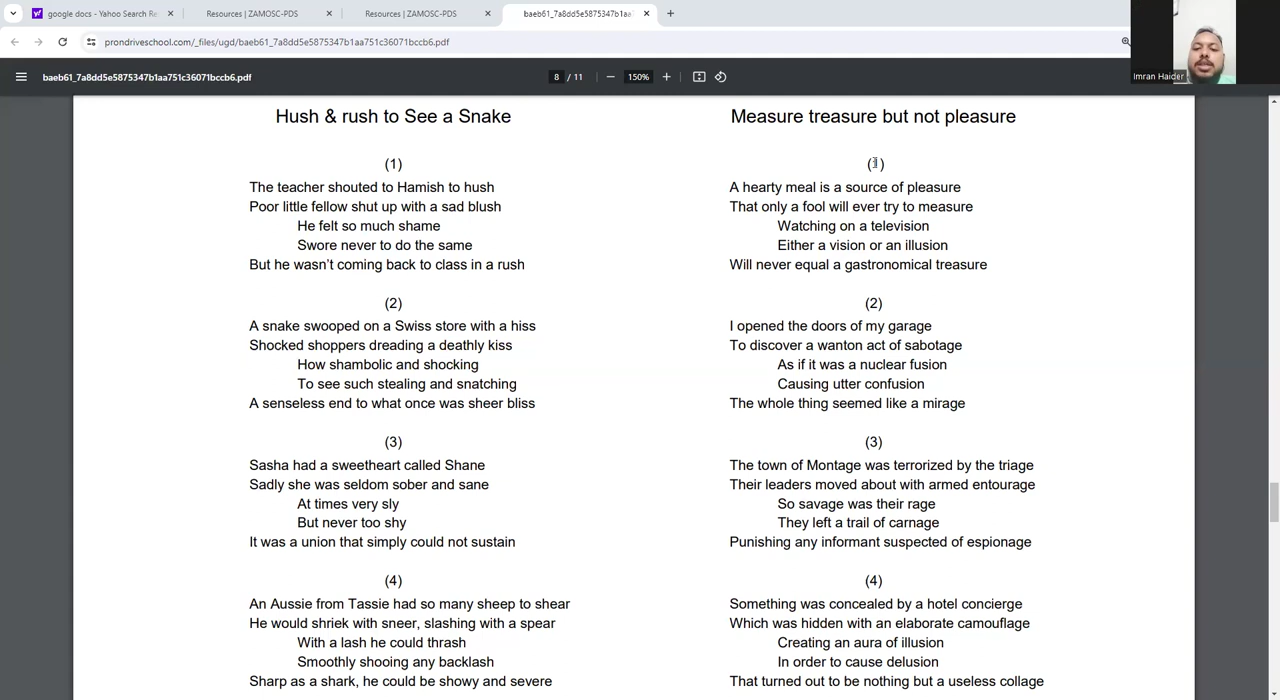 google docs - Yahoo Search Re
Resources | ZAMOSC-PDS
Resources | ZAMOSC-PDS
baeb61_7a8dd5e5875347b1aa7
prondriveschool.com/_files/ugd/baeb61_7a8dd5e5875347b1aa751c36071bccb6.pdf
baeb61_7a8dd5e5875347b1aa751c36071bccb6.pdf
8 / 11
150%
Imran Haider
Hush & rush to See a Snake
(1)
The teacher shouted to Hamish to hush
Poor little fellow shut up with a sad blush
He felt so much shame
Swore never to do the same
But he wasn't coming back to class in a rush
(2)
A snake swooped on a Swiss store with a hiss
Shocked shoppers dreading a deathly kiss
How shambolic and shocking
To see such stealing and snatching
A senseless end to what once was sheer bliss
(3)
Sasha had a sweetheart called Shane
Sadly she was seldom sober and sane
At times very sly
But never too shy
It was a union that simply could not sustain
(4)
An Aussie from Tassie had so many sheep to shear
He would shriek with sneer, slashing with a spear
With a lash he could thrash
Smoothly shooing any backlash
Sharp as a shark, he could be showy and severe
Measure treasure but not pleasure
(1)
A hearty meal is a source of pleasure
That only a fool will ever try to measure
Watching on a television
Either a vision or an illusion
Will never equal a gastronomical treasure
(2)
I opened the doors of my garage
To discover a wanton act of sabotage
As if it was a nuclear fusion
Causing utter confusion
The whole thing seemed like a mirage
(3)
The town of Montage was terrorized by the triage
Their leaders moved about with armed entourage
So savage was their rage
They left a trail of carnage
Punishing any informant suspected of espionage
(4)
Something was concealed by a hotel concierge
Which was hidden with an elaborate camouflage
Creating an aura of illusion
In order to cause delusion
That turned out to be nothing but a useless collage